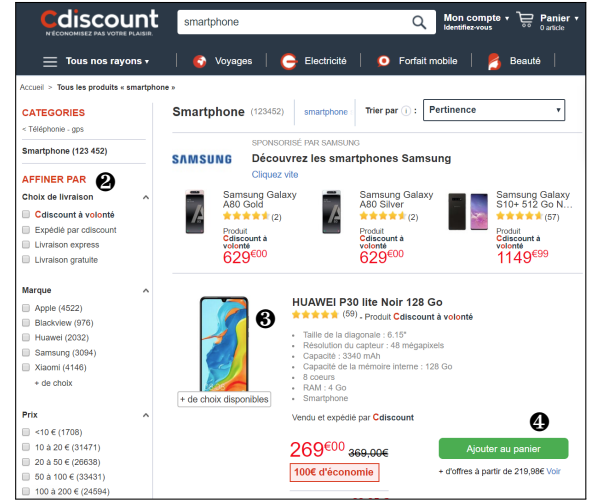 Cdiscount
N'ÉCONOMISEZ PAS VOTRE PLAISIR.
smartphone
Mon compte ▾
Identifiez-vous
Panier ▾
0 article
Tous nos rayons ▾
Voyages
Electricité
Forfait mobile
Beauté
Accueil > Tous les produits « smartphone »
CATEGORIES
< Téléphonie - gps
Smartphone (123 452)
AFFINER PAR ❷
Choix de livraison
Cdiscount à volonté
Expédié par cdiscount
Livraison express
Livraison gratuite
Marque
Apple (4522)
Blackview (976)
Huawei (2032)
Samsung (3094)
Xiaomi (4146)
+ de choix
Prix
<10 € (1708)
10 à 20 € (31471)
20 à 50 € (26638)
50 à 100 € (33431)
100 à 200 € (24594)
Smartphone (123452)
smartphone
Trier par ⓘ :
Pertinence
SPONSORISÉ PAR SAMSUNG
SAMSUNG
Découvrez les smartphones Samsung
Cliquez vite
Samsung Galaxy
A80 Gold
(2)
Produit
Cdiscount à
volonté
629€00
Samsung Galaxy
A80 Silver
(2)
Produit
Cdiscount à
volonté
629€00
Samsung Galaxy
S10+ 512 Go N...
(57)
Produit
Cdiscount à
volonté
1149€99
❸
+ de choix disponibles
HUAWEI P30 lite Noir 128 Go
(59) - Produit Cdiscount à volonté
• Taille de la diagonale : 6.15"
• Résolution du capteur : 48 mégapixels
• Capacité : 3340 mAh
• Capacité de la mémoire interne : 128 Go
• 8 coeurs
• RAM : 4 Go
• Smartphone
Vendu et expédié par Cdiscount
269€00 369,00€
100€ d'économie
❹
Ajouter au panier
+ d'offres à partir de 219,98€ Voir